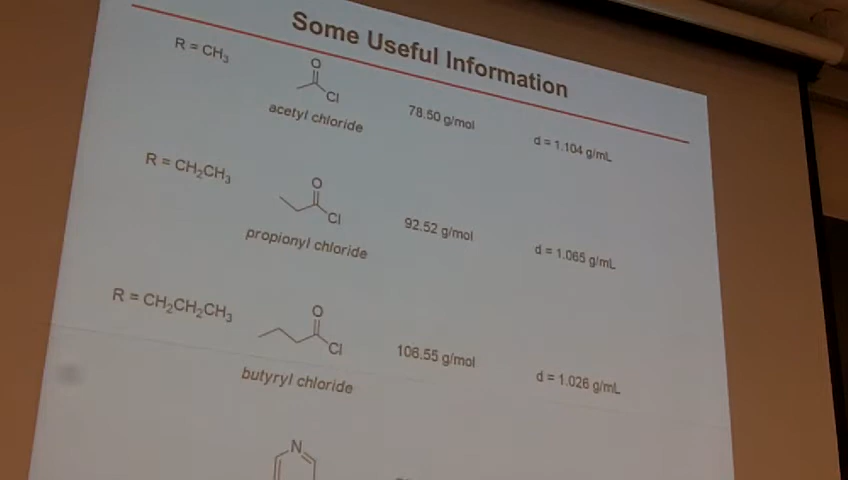 Some Useful Information
R = CH₃
O
Cl
acetyl chloride
78.50 g/mol
d = 1.104 g/mL
R = CH₂CH₃
O
Cl
propionyl chloride
92.52 g/mol
d = 1.065 g/mL
R = CH₂CH₂CH₃
O
Cl
butyryl chloride
106.55 g/mol
d = 1.026 g/mL
N